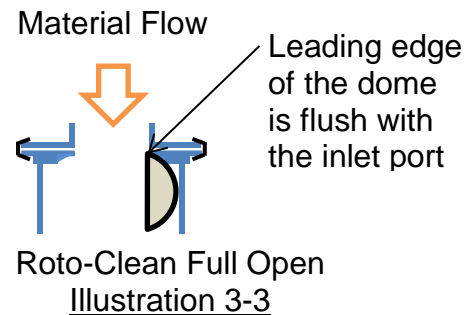 Material Flow
Leading edge
of the dome
is flush with
the inlet port
Roto-Clean Full Open
Illustration 3-3